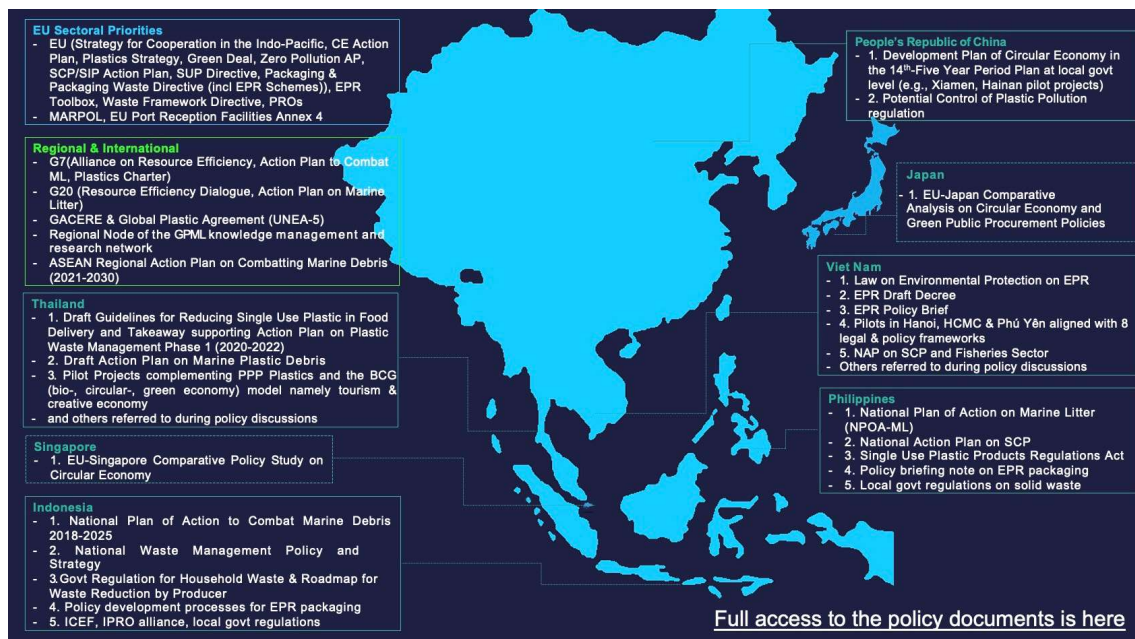 EU Sectoral Priorities
- EU (Strategy for Cooperation in the Indo-Pacific, CE Action
Plan, Plastics Strategy, Green Deal, Zero Pollution AP,
SCP/SIP Action Plan, SUP Directive, Packaging &
Packaging Waste Directive (incl EPR Schemes)), EPR
Toolbox, Waste Framework Directive, PROs
- MARPOL, EU Port Reception Facilities Annex 4
Regional & International
- G7(Alliance on Resource Efficiency, Action Plan to Combat
ML, Plastics Charter)
- G20 (Resource Efficiency Dialogue, Action Plan on Marine
Litter)
- GACERE & Global Plastic Agreement (UNEA-5)
- Regional Node of the GPML knowledge management and
research network
- ASEAN Regional Action Plan on Combatting Marine Debris
(2021-2030)
Thailand
- 1. Draft Guidelines for Reducing Single Use Plastic in Food
Delivery and Takeaway supporting Action Plan on Plastic
Waste Management Phase 1 (2020-2022)
- 2. Draft Action Plan on Marine Plastic Debris
- 3. Pilot Projects complementing PPP Plastics and the BCG
(bio-, circular-, green economy) model namely tourism &
creative economy
- and others referred to during policy discussions
Singapore
- 1. EU-Singapore Comparative Policy Study on
Circular Economy
Indonesia
- 1. National Plan of Action to Combat Marine Debris
2018-2025
- 2. National Waste Management Policy and
Strategy
- 3.Govt Regulation for Household Waste & Roadmap for
Waste Reduction by Producer
- 4. Policy development processes for EPR packaging
- 5. ICEF, IPRO alliance, local govt regulations
People's Republic of China
- 1. Development Plan of Circular Economy in
the 14th-Five Year Period Plan at local govt
level (e.g., Xiamen, Hainan pilot projects)
- 2. Potential Control of Plastic Pollution
regulation
Japan
- 1. EU-Japan Comparative
Analysis on Circular Economy and
Green Public Procurement Policies
Viet Nam
- 1. Law on Environmental Protection on EPR
- 2. EPR Draft Decree
- 3. EPR Policy Brief
- 4. Pilots in Hanoi, HCMC & Phú Yên aligned with 8
legal & policy frameworks
- 5. NAP on SCP and Fisheries Sector
- Others referred to during policy discussions
Philippines
- 1. National Plan of Action on Marine Litter
(NPOA-ML)
- 2. National Action Plan on SCP
- 3. Single Use Plastic Products Regulations Act
- 4. Policy briefing note on EPR packaging
- 5. Local govt regulations on solid waste
Full access to the policy documents is here